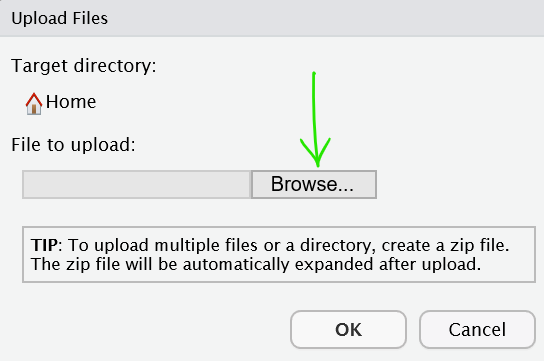 Upload Files
Target directory:
Home
File to upload:
Browse...
TIP: To upload multiple files or a directory, create a zip file.
The zip file will be automatically expanded after upload.
OK Cancel